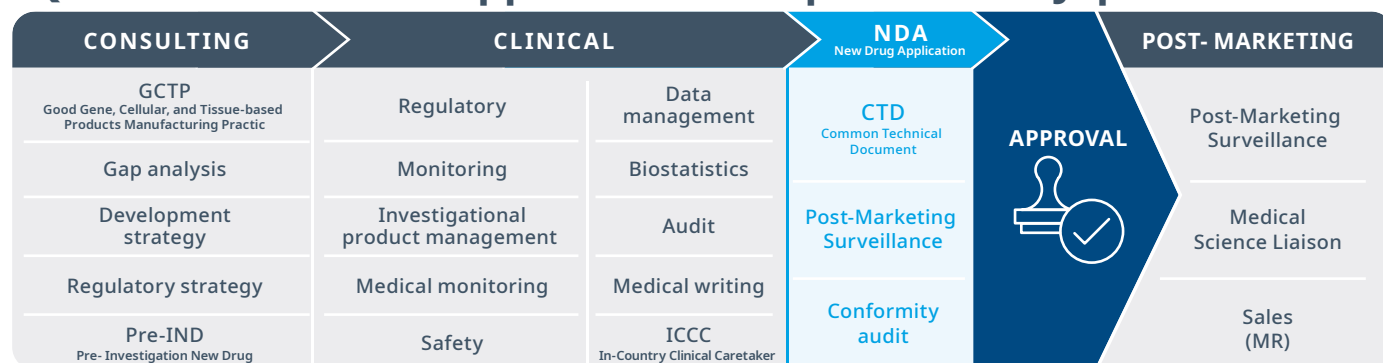 CONSULTING
GCTP
Good Gene, Cellular, and Tissue-based
Products Manufacturing Practic
Gap analysis
Development
strategy
Regulatory strategy
Pre-IND
Pre- Investigation New Drug
CLINICAL
Regulatory
Monitoring
Investigational
product management
Medical monitoring
Safety
Data
management
Biostatistics
Audit
Medical writing
ICCC
In-Country Clinical Caretaker
NDA
New Drug Application
CTD
Common Technical
Document
Post-Marketing
Surveillance
Conformity
audit
APPROVAL
POST- MARKETING
Post-Marketing
Surveillance
Medical
Science Liaison
Sales
(MR)